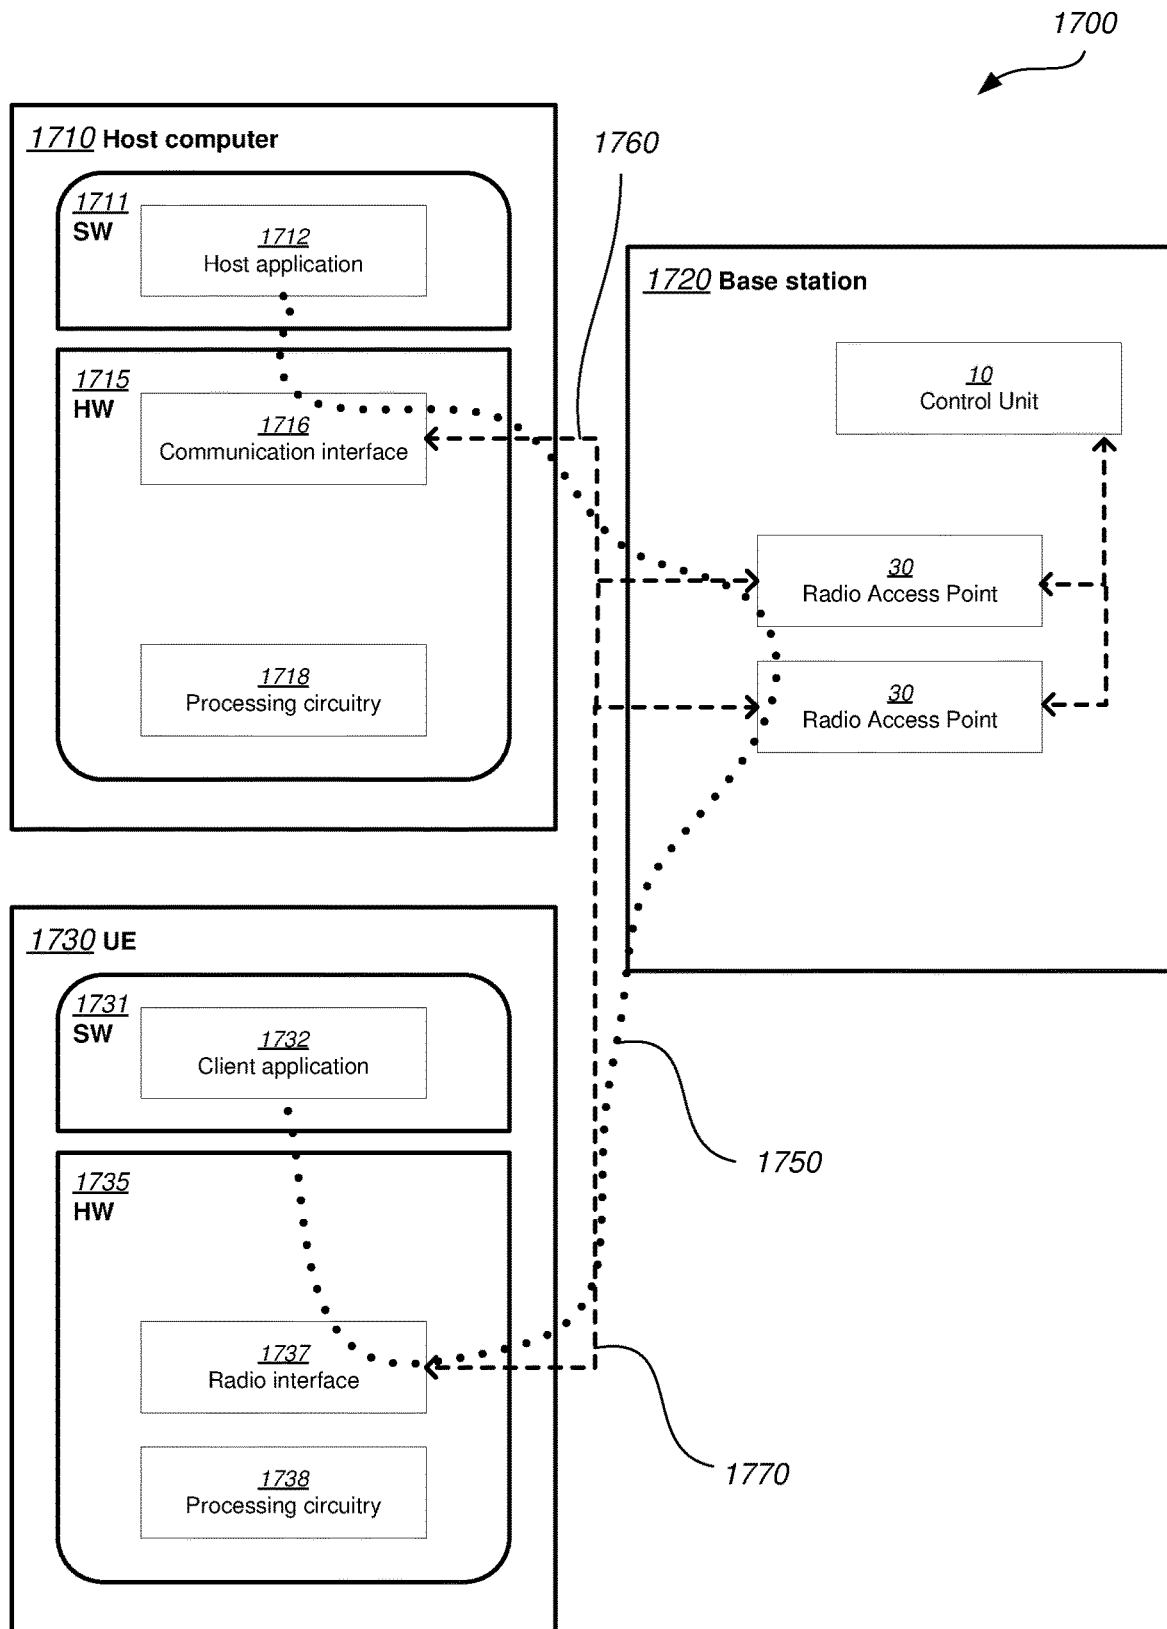 1700
1710 Host computer
1711
SW
1712
Host application
1715
HW
1716
Communication interface
1718
Processing circuitry
1760
1720 Base station
10
Control Unit
30
Radio Access Point
30
Radio Access Point
1730 UE
1731
SW
1732
Client application
1735
HW
1737
Radio interface
1738
Processing circuitry
1750
1770